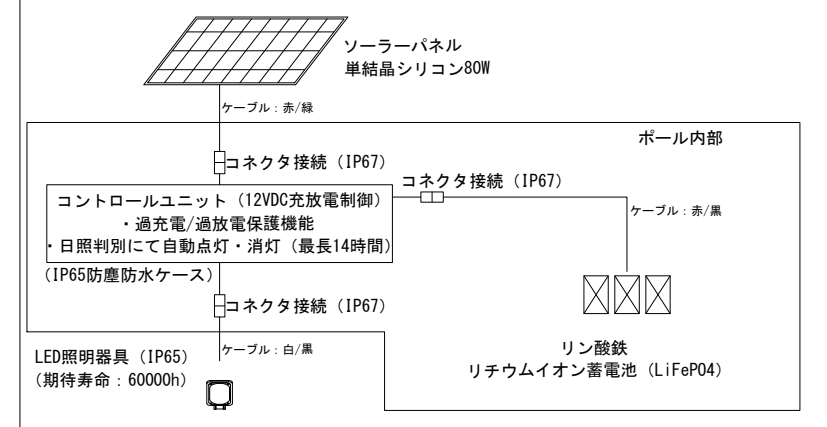 ソーラーパネル
単結晶シリコン80W
ケーブル：赤/緑
ポール内部
コネクタ接続（IP67）
コネクタ接続（IP67）
コントロールユニット（12VDC充放電制御）
・過充電/過放電保護機能
・日照判別にて自動点灯・消灯（最長14時間）
ケーブル：赤/黒
（IP65防塵防水ケース）
コネクタ接続（IP67）
ケーブル：白/黒
LED照明器具（IP65）
（期待寿命：60000h）
リン酸鉄
リチウムイオン蓄電池（LiFePO4）